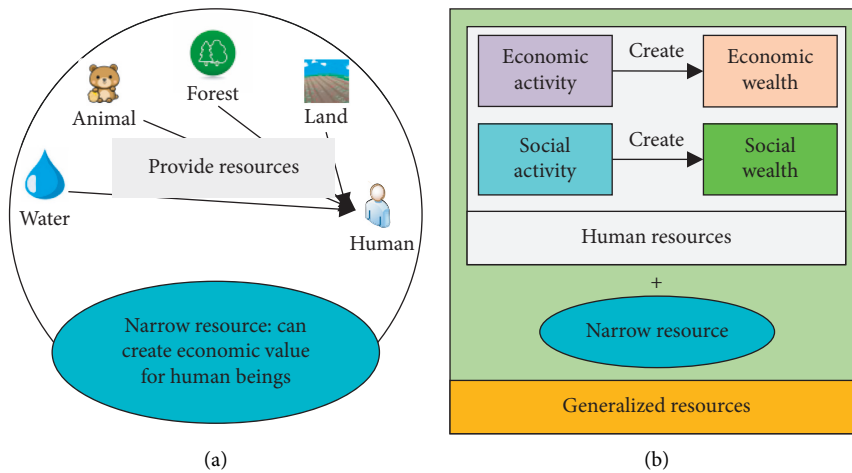 Forest
Animal
Land
Provide resources
Water
Human
Narrow resource: can
create economic value
for human beings
(a)
Economic
activity
Create
Economic
wealth
Social
activity
Create
Social
wealth
Human resources
+
Narrow resource
Generalized resources
(b)